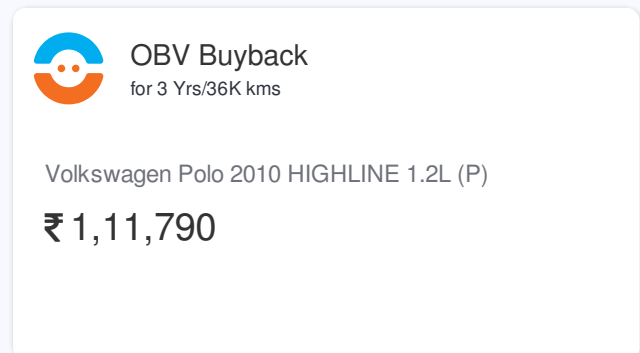 OBV Buyback
for 3 Yrs/36K kms
Volkswagen Polo 2010 HIGHLINE 1.2L (P)
₹ 1,11,790